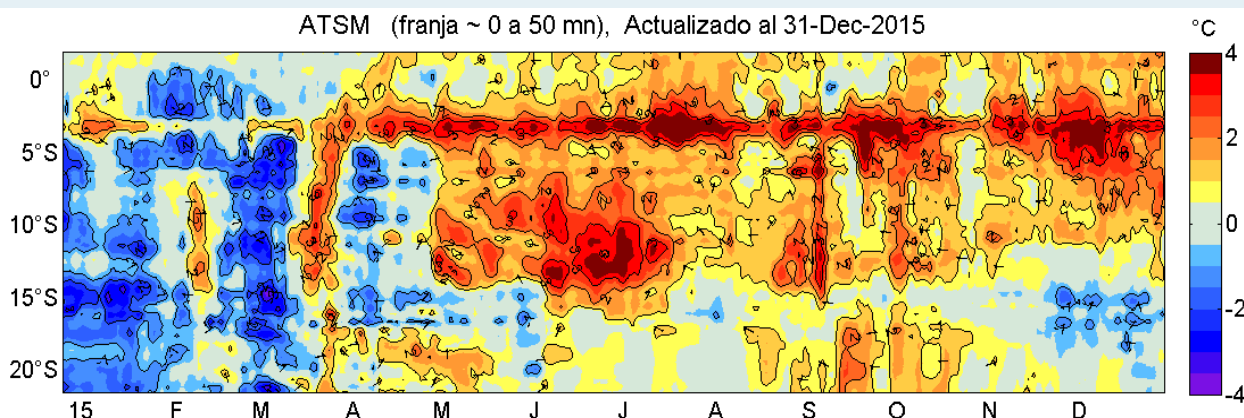 ATSM (franja ~ 0 a 50 mn), Actualizado al 31-Dec-2015
°C
0°
5°S
10°S
15°S
20°S
4
2
0
-2
-4
15 F M A M J J A S O N D